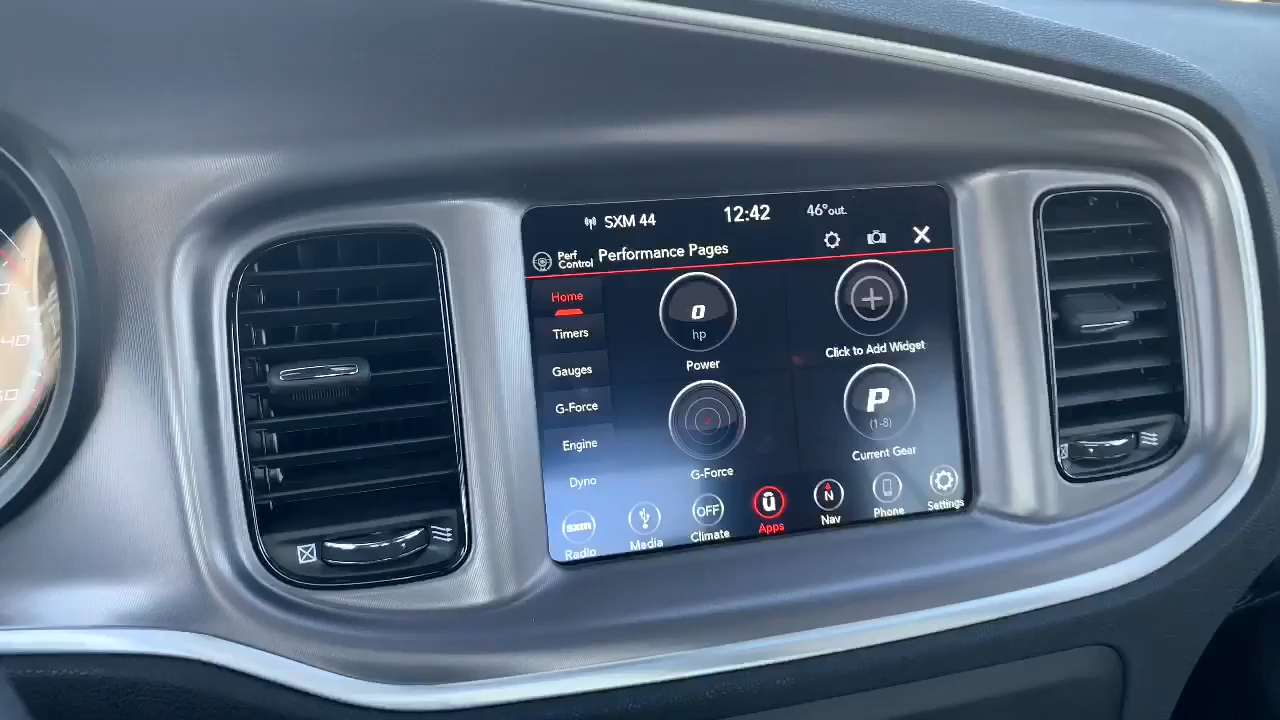 SXM 44
12:42
46°out.
Perf
Control
Performance Pages
Home
Timers
Gauges
G-Force
Engine
Dyno
0
hp
Power
Click to Add Widget
G-Force
P
(1-8)
Current Gear
sxm
Radio
Media
OFF
Climate
ū
Apps
N
Nav
Phone
Settings
40